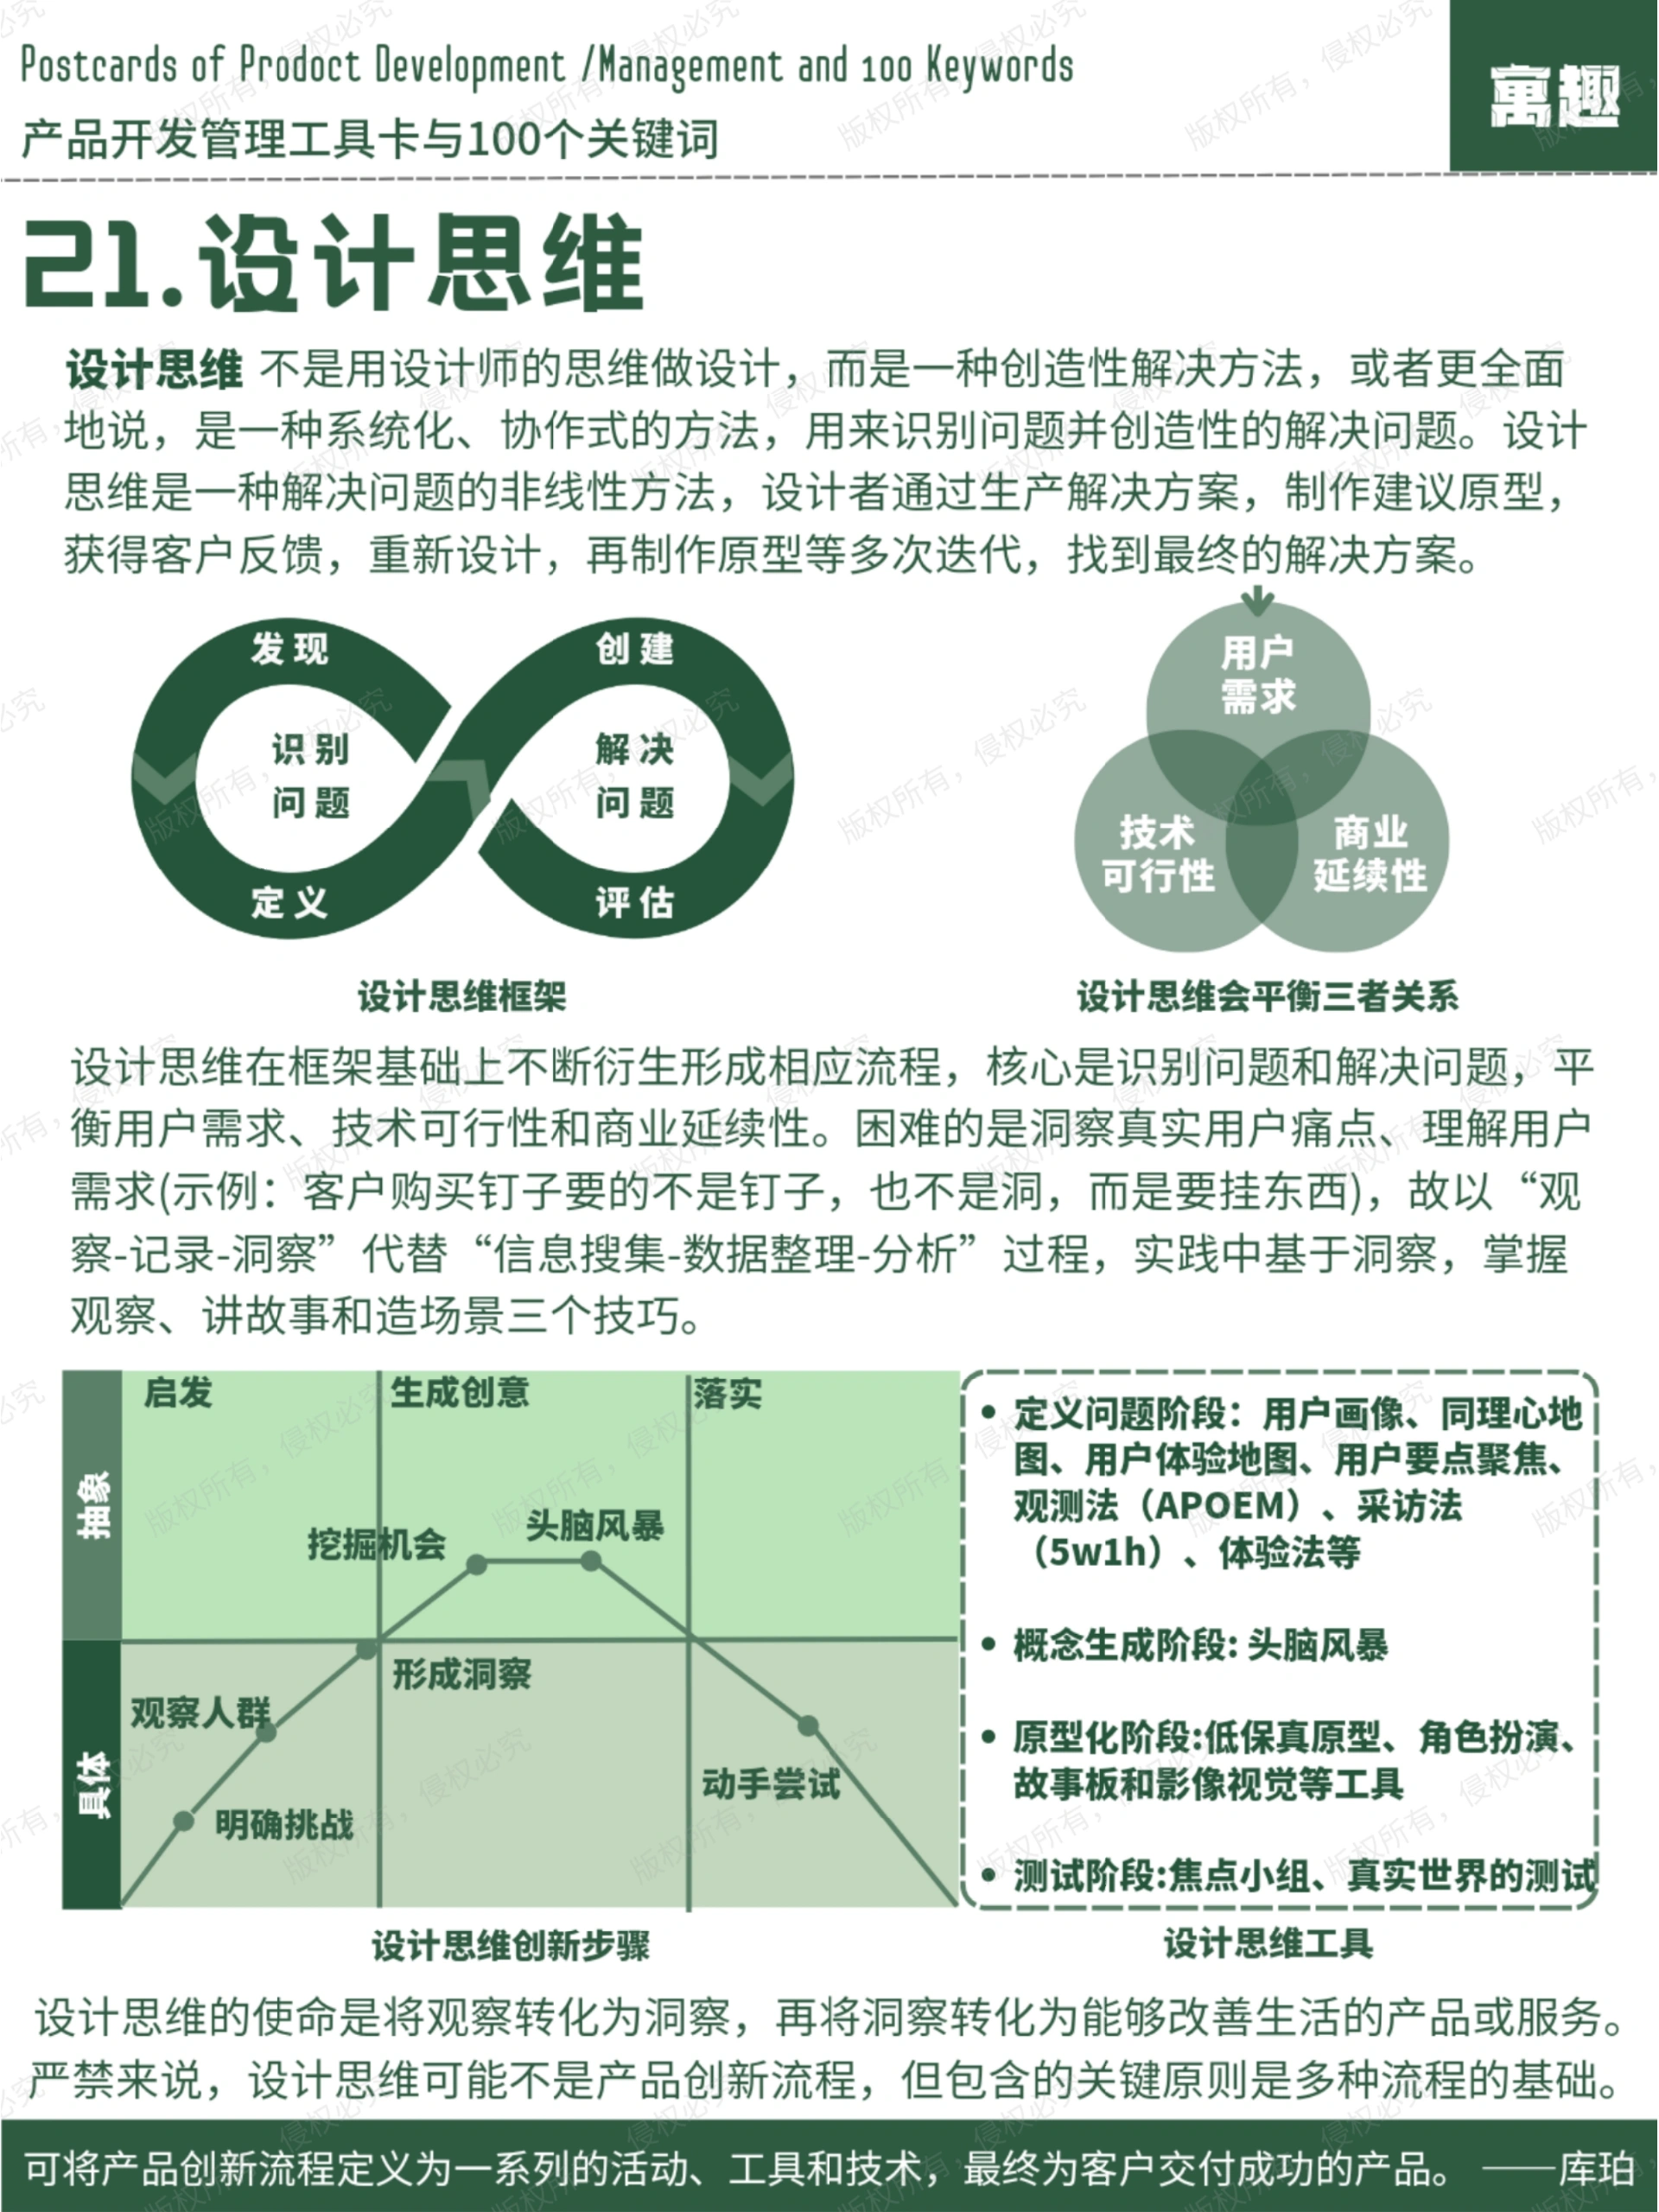 Postcards of Prodoct Development /Management and 100 Keywords
产品开发管理工具卡与100个关键词
寓趣
21.设计思维
设计思维 不是用设计师的思维做设计，而是一种创造性解决方法，或者更全面
地说，是一种系统化、协作式的方法，用来识别问题并创造性的解决问题。设计
思维是一种解决问题的非线性方法，设计者通过生产解决方案，制作建议原型，
获得客户反馈，重新设计，再制作原型等多次迭代，找到最终的解决方案。
发现
创建
识别
问题
解决
问题
定义
评估
设计思维框架
用户
需求
技术
可行性
商业
延续性
设计思维会平衡三者关系
设计思维在框架基础上不断衍生形成相应流程，核心是识别问题和解决问题，平
衡用户需求、技术可行性和商业延续性。困难的是洞察真实用户痛点、理解用户
需求(示例：客户购买钉子要的不是钉子，也不是洞，而是要挂东西)，故以“观
察-记录-洞察”代替“信息搜集-数据整理-分析”过程，实践中基于洞察，掌握
观察、讲故事和造场景三个技巧。
启发
生成创意
落实
抽象
具体
挖掘机会
头脑风暴
形成洞察
观察人群
明确挑战
动手尝试
设计思维创新步骤
• 定义问题阶段：用户画像、同理心地
图、用户体验地图、用户要点聚焦、
观测法（APOEM）、采访法
（5w1h）、体验法等
• 概念生成阶段: 头脑风暴
• 原型化阶段:低保真原型、角色扮演、
故事板和影像视觉等工具
• 测试阶段:焦点小组、真实世界的测试
设计思维工具
设计思维的使命是将观察转化为洞察，再将洞察转化为能够改善生活的产品或服务。
严禁来说，设计思维可能不是产品创新流程，但包含的关键原则是多种流程的基础。
可将产品创新流程定义为一系列的活动、工具和技术，最终为客户交付成功的产品。 ——库珀
版权所有，侵权必究